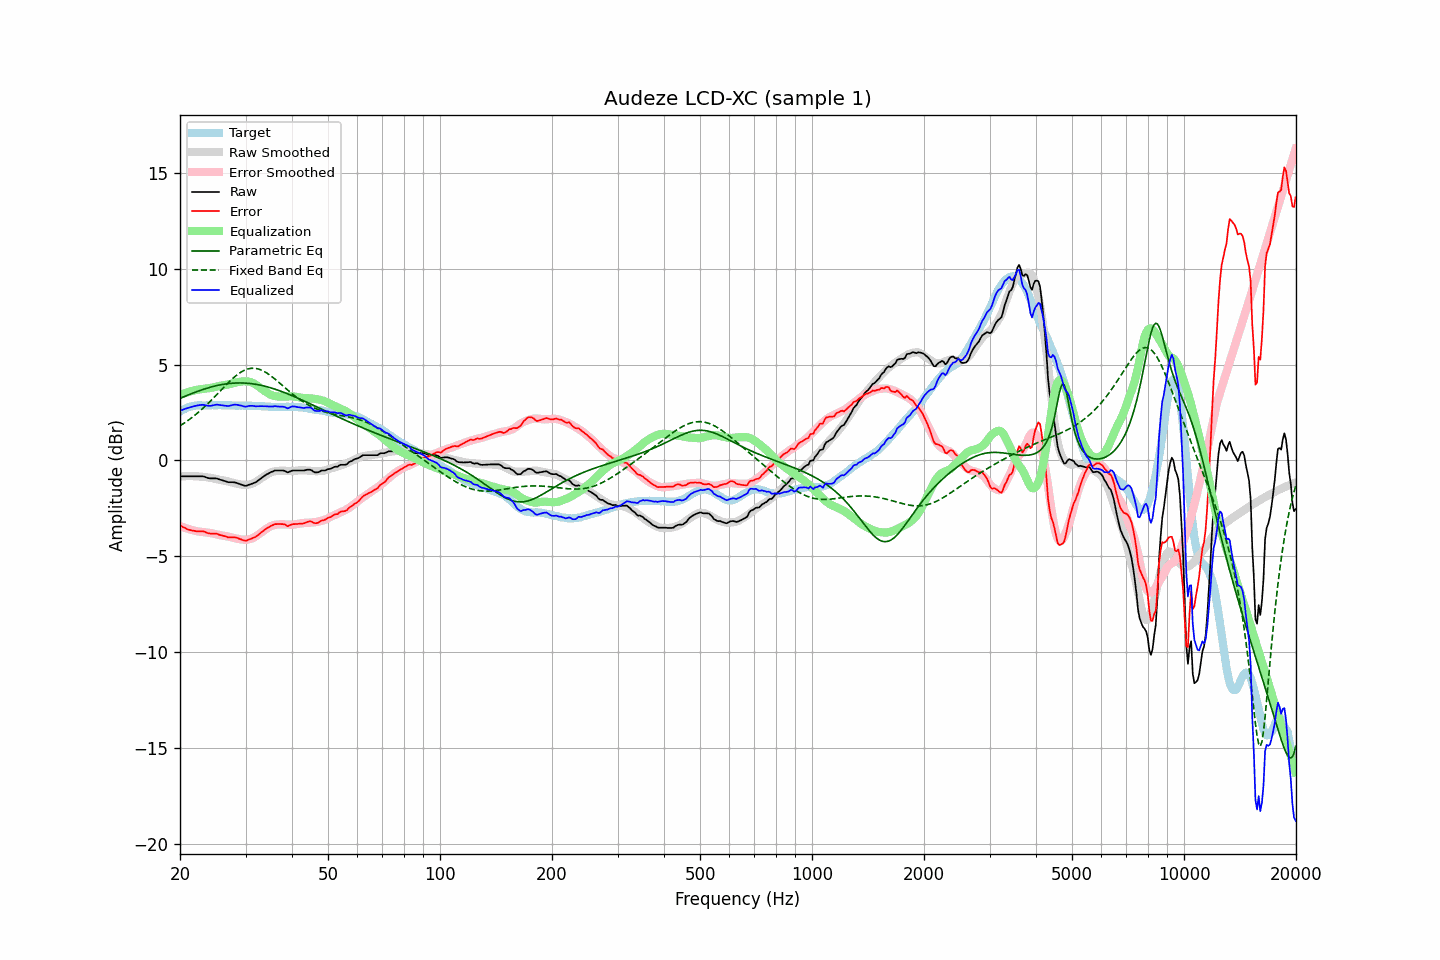 Audeze LCD-XC (sample 1)
Target
Raw Smoothed
Error Smoothed
Raw
Error
Equalization
Parametric Eq
Fixed Band Eq
Equalized
15
10
5
0
−5
−10
−15
−20
Amplitude (dBr)
20 50 100 200 500 1000 2000 5000 10000 20000
Frequency (Hz)